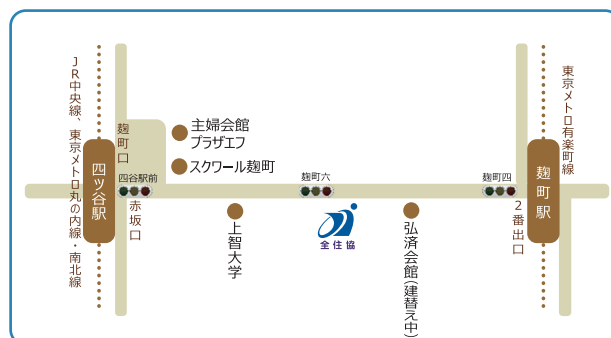 JR中央線、東京メトロ丸の内線・南北線
四ツ谷駅
麹町口
四谷駅前
赤坂口
主婦会館
プラザエフ
スクワール麹町
上智大学
麹町六
全住協
弘済会館(建替え中)
麹町四
2番出口
麹町駅
東京メトロ有楽町線